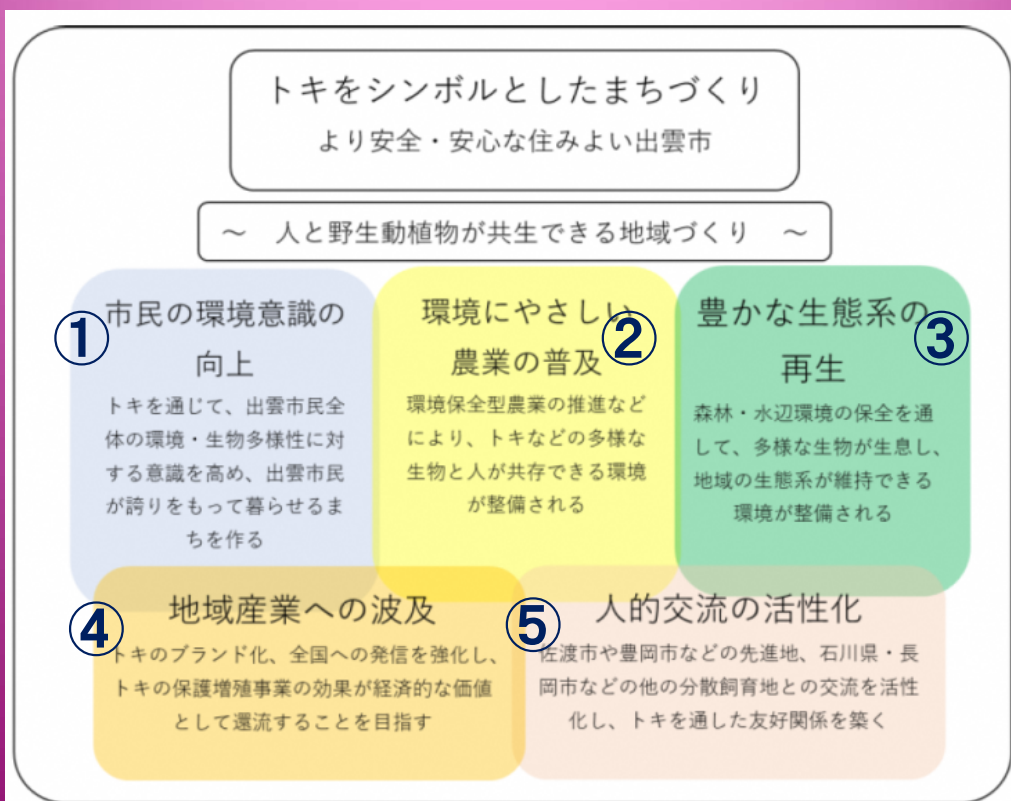 トキをシンボルとしたまちづくり
より安全・安心な住みよい出雲市
～　人と野生動植物が共生できる地域づくり　～
①
市民の環境意識の
向上
トキを通じて、出雲市民全
体の環境・生物多様性に対
する意識を高め、出雲市民
が誇りをもって暮らせるま
ちを作る
②
環境にやさしい
農業の普及
環境保全型農業の推進など
により、トキなどの多様な
生物と人が共存できる環境
が整備される
③
豊かな生態系の
再生
森林・水辺環境の保全を通
して、多様な生物が生息し、
地域の生態系が維持できる
環境が整備される
④
地域産業への波及
トキのブランド化、全国への発信を強化し、
トキの保護増殖事業の効果が経済的な価値
として還流することを目指す
⑤
人的交流の活性化
佐渡市や豊岡市などの先進地、石川県・長
岡市などの他の分散飼育地との交流を活性
化し、トキを通した友好関係を築く